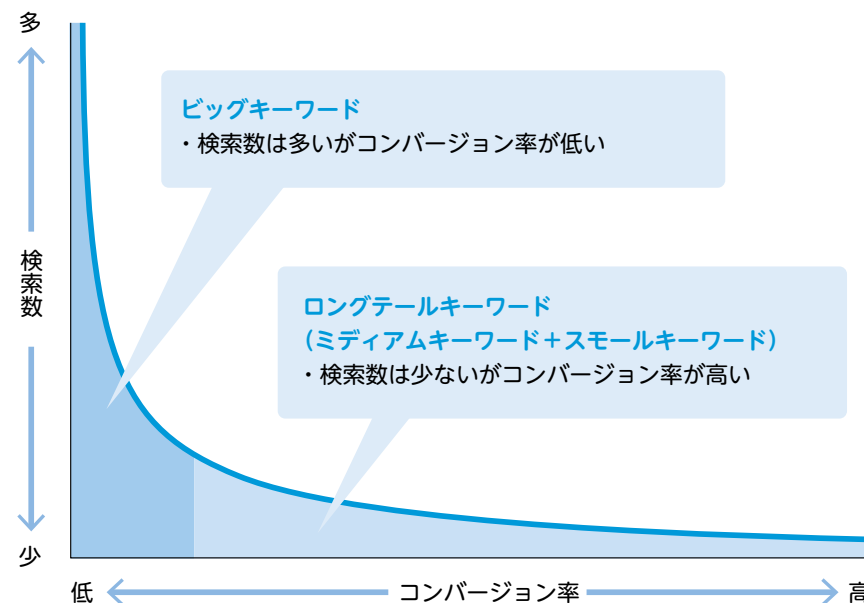 多
ビッグキーワード
・検索数は多いがコンバージョン率が低い
検索数
ロングテールキーワード
（ミディアムキーワード＋スモールキーワード）
・検索数は少ないがコンバージョン率が高い
少
低
コンバージョン率
高